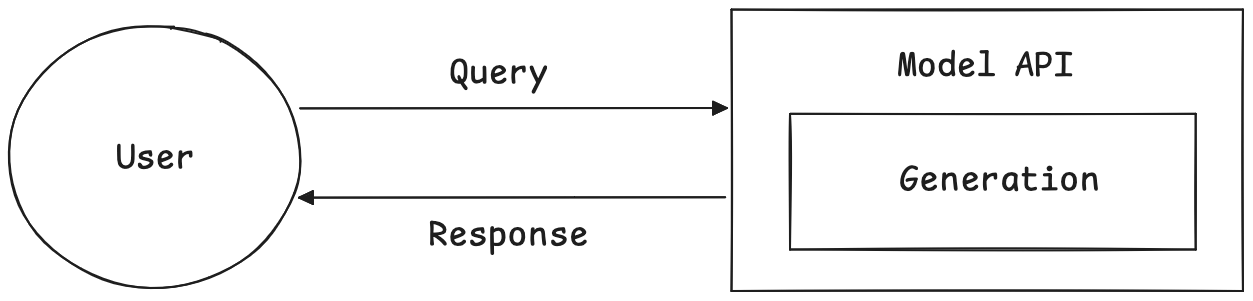 Query
Model API
User
Generation
Response